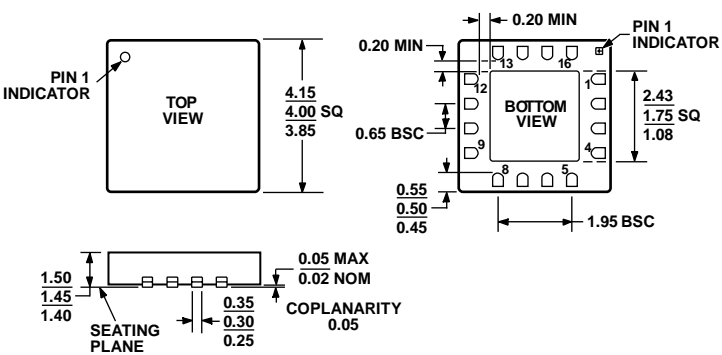 PIN 1
INDICATOR
TOP
VIEW
4.15
4.00 SQ
3.85
0.20 MIN
0.20 MIN
PIN 1
INDICATOR
13
16
12
1
BOTTOM
VIEW
0.65 BSC
2.43
1.75 SQ
1.08
9
4
8
5
0.55
0.50
0.45
1.95 BSC
1.50
1.45
1.40
SEATING
PLANE
0.35
0.30
0.25
0.05 MAX
0.02 NOM
COPLANARITY
0.05